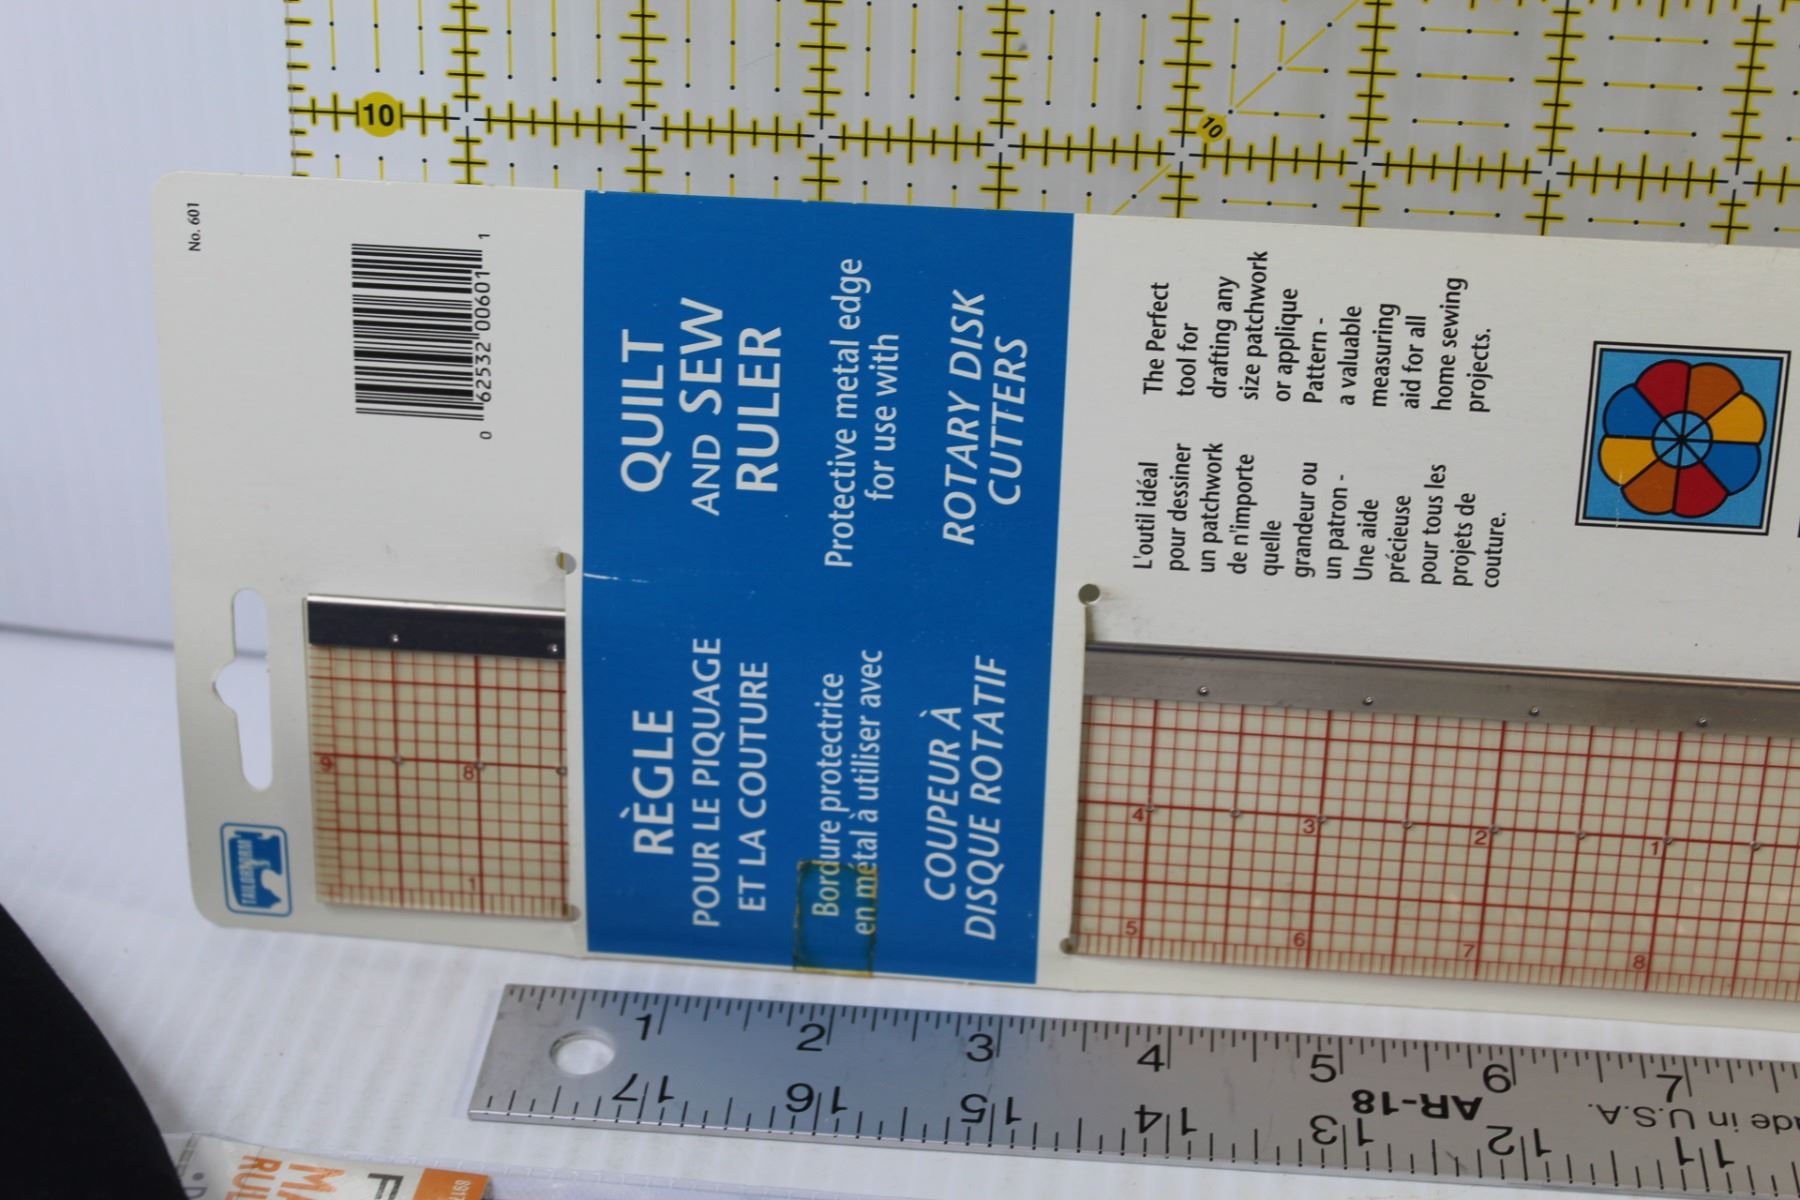 10
10
No. 601
0 62532 00601 1
TAILORFORM
QUILT
AND SEW
RULER
Protective metal edge
for use with
ROTARY DISK
CUTTERS
RÈGLE
POUR LE PIQUAGE
ET LA COUTURE
Bordure protectrice
en métal à utiliser avec
COUPEUR À
DISQUE ROTATIF
The Perfect
tool for
drafting any
size patchwork
or applique
Pattern -
a valuable
measuring
aid for all
home sewing
projects.
L'outil idéal
pour dessiner
un patchwork
de n'importe
quelle
grandeur ou
un patron -
Une aide
précieuse
pour tous les
projets de
couture.
9 8
1
4 3 2 1
5 6 7 8
1 2 3 4 5 6 7
AR-18
17 16 15 14 13 12 11